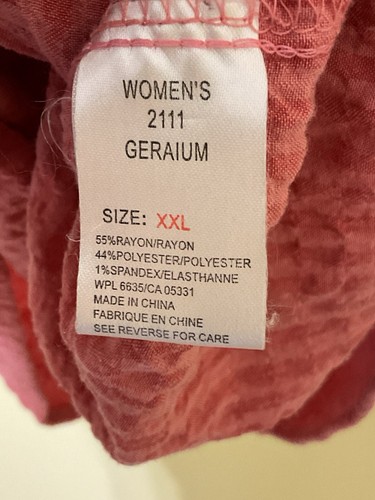 WOMEN'S
2111
GERAIUM
SIZE: XXL
55%RAYON/RAYON
44%POLYESTER/POLYESTER
1%SPANDEX/ELASTHANNE
WPL 6635/CA 05331
MADE IN CHINA
FABRIQUE EN CHINE
SEE REVERSE FOR CARE